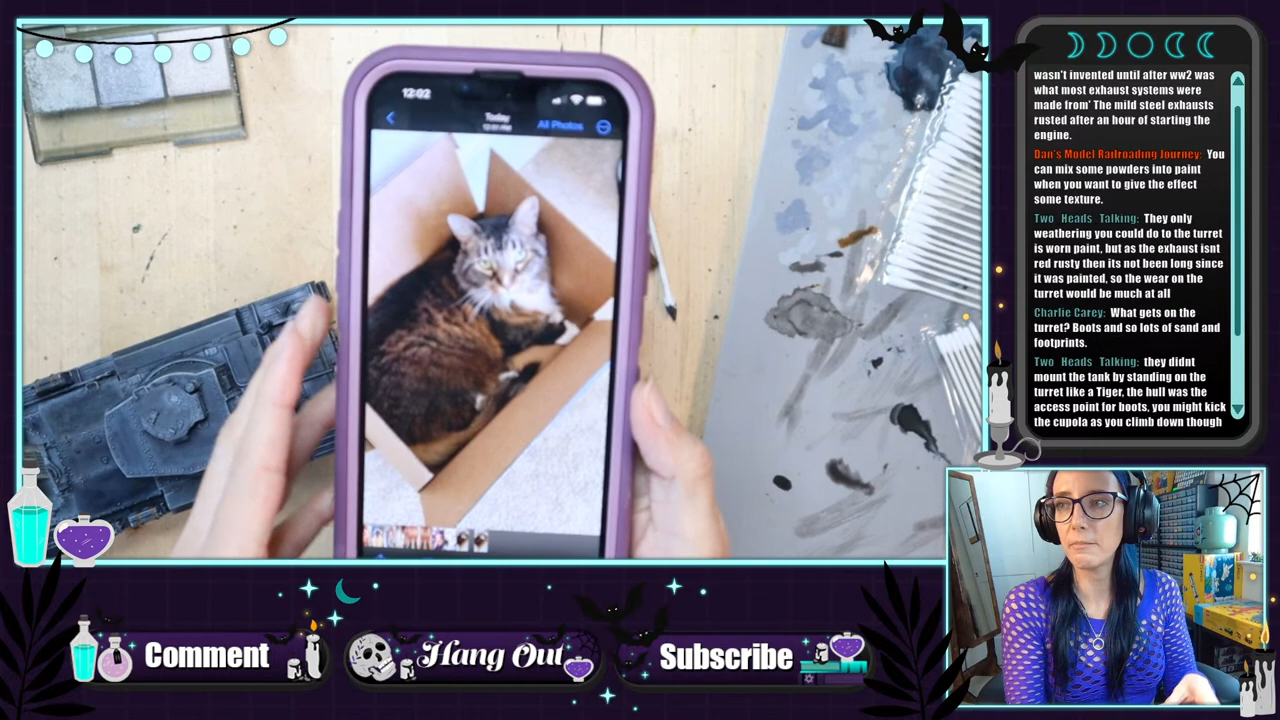 12:02
Today
All Photos
wasn't invented until after ww2 was
what most exhaust systems were
made from' The mild steel exhausts
rusted after an hour of starting the
engine.
Dan's Model Railroading Journey: You
can mix some powders into paint
when you want to give the effect
some texture.
Two Heads Talking: They only
weathering you could do to the turret
is worn paint, but as the exhaust isnt
red rusty then its not been long since
it was painted, so the wear on the
turret would be much at all
Charlie Carey: What gets on the
turret? Boots and so lots of sand and
footprints.
Two Heads Talking: they didnt
mount the tank by standing on the
turret like a Tiger, the hull was the
access point for boots, you might kick
the cupola as you climb down though
Comment
Hang Out
Subscribe